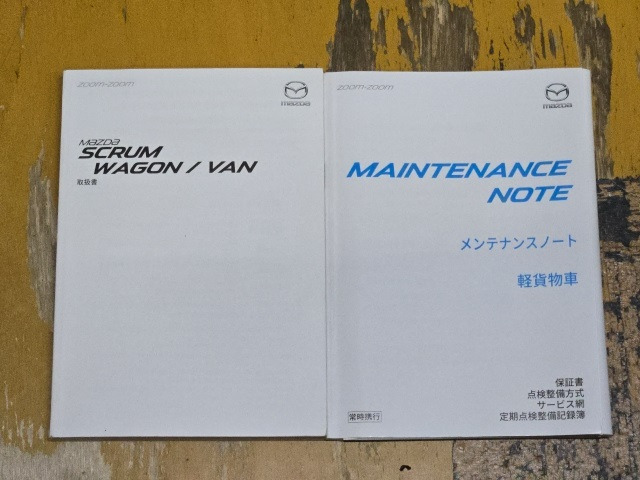 zoom-zoom
mazda
mazda
SCRUM
WAGON / VAN
取扱書
zoom-zoom
mazda
MAINTENANCE
NOTE
メンテナンスノート
軽貨物車
保証書
点検整備方式
サービス網
定期点検整備記録簿
常時携行